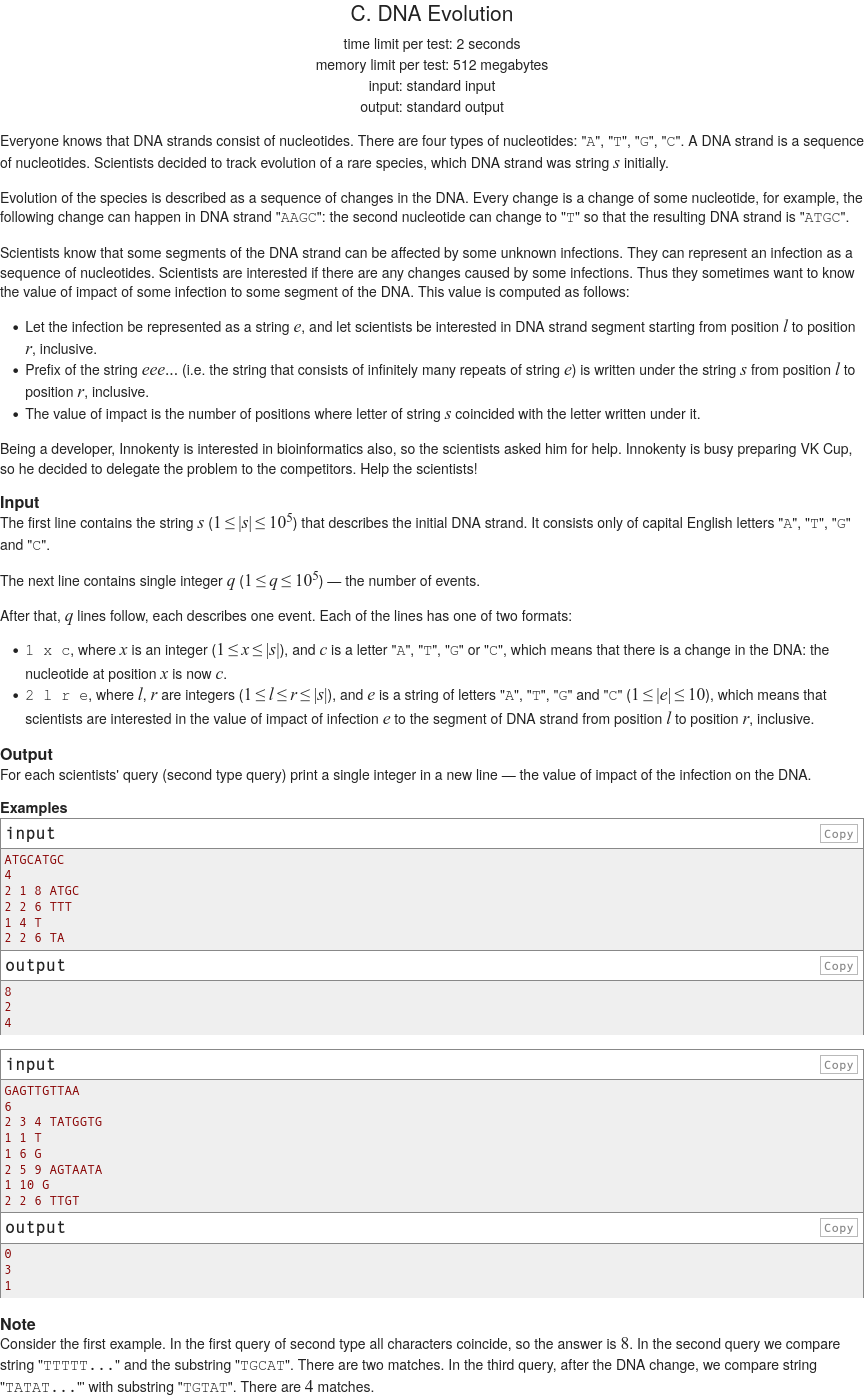 C. DNA Evolution
time limit per test: 2 seconds
memory limit per test: 512 megabytes
input: standard input
output: standard output
Everyone knows that DNA strands consist of nucleotides. There are four types of nucleotides: "A", "T", "G", "C". A DNA strand is a sequence
of nucleotides. Scientists decided to track evolution of a rare species, which DNA strand was string s initially.
Evolution of the species is described as a sequence of changes in the DNA. Every change is a change of some nucleotide, for example, the
following change can happen in DNA strand "AAGC": the second nucleotide can change to "T" so that the resulting DNA strand is "ATGC".
Scientists know that some segments of the DNA strand can be affected by some unknown infections. They can represent an infection as a
sequence of nucleotides. Scientists are interested if there are any changes caused by some infections. Thus they sometimes want to know
the value of impact of some infection to some segment of the DNA. This value is computed as follows:
• Let the infection be represented as a string e, and let scientists be interested in DNA strand segment starting from position l to position
r, inclusive.
• Prefix of the string eee... (i.e. the string that consists of infinitely many repeats of string e) is written under the string s from position l to
position r, inclusive.
• The value of impact is the number of positions where letter of string s coincided with the letter written under it.
Being a developer, Innokenty is interested in bioinformatics also, so the scientists asked him for help. Innokenty is busy preparing VK Cup,
so he decided to delegate the problem to the competitors. Help the scientists!
Input
The first line contains the string s (1 ≤ |s| ≤ 10⁵) that describes the initial DNA strand. It consists only of capital English letters "A", "T", "G"
and "C".
The next line contains single integer q (1 ≤ q ≤ 10⁵) — the number of events.
After that, q lines follow, each describes one event. Each of the lines has one of two formats:
• 1 x c, where x is an integer (1 ≤ x ≤ |s|), and c is a letter "A", "T", "G" or "C", which means that there is a change in the DNA: the
nucleotide at position x is now c.
• 2 l r e, where l, r are integers (1 ≤ l ≤ r ≤ |s|), and e is a string of letters "A", "T", "G" and "C" (1 ≤ |e| ≤ 10), which means that
scientists are interested in the value of impact of infection e to the segment of DNA strand from position l to position r, inclusive.
Output
For each scientists' query (second type query) print a single integer in a new line — the value of impact of the infection on the DNA.
Examples
input Copy
ATGCATGC
4
2 1 8 ATGC
2 2 6 TTT
1 4 T
2 2 6 TA
output Copy
8
2
4
input Copy
GAGTTGTTAA
6
2 3 4 TATGGTG
1 1 T
1 6 G
2 5 9 AGTAATA
1 10 G
2 2 6 TTGT
output Copy
0
3
1
Note
Consider the first example. In the first query of second type all characters coincide, so the answer is 8. In the second query we compare
string "TTTTT..." and the substring "TGCAT". There are two matches. In the third query, after the DNA change, we compare string
"TATAT..."' with substring "TGTAT". There are 4 matches.